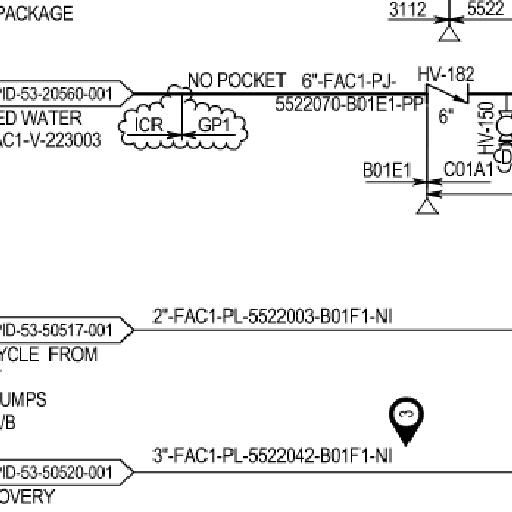 PACKAGE
3112
5522
PID-53-20560-001
NO POCKET
6"-FAC1-PJ-
5522070-B01E1-PP
HV-182
6"
HV-150
ED WATER
AC1-V-223003
ICR
GP1
B01E1
C01A1
2"-FAC1-PL-5522003-B01F1-NI
PID-53-50517-001
YCLE FROM
UMPS
/B
3
3"-FAC1-PL-5522042-B01F1-NI
PID-53-50520-001
OVERY